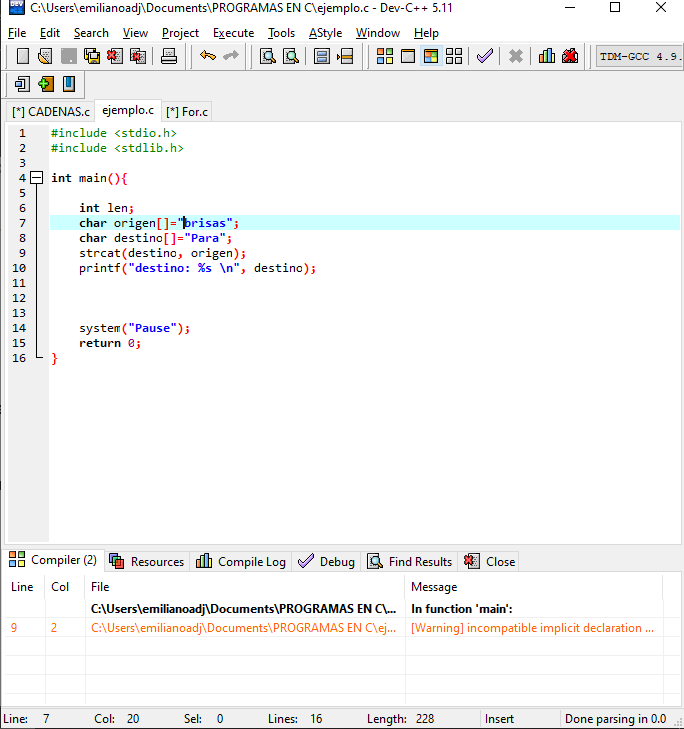 C:\Users\emilianoadj\Documents\PROGRAMAS EN C\ejemplo.c - Dev-C++ 5.11
File Edit Search View Project Execute Tools AStyle Window Help
TDM-GCC 4.9.
[*] CADENAS.c ejemplo.c [*] For.c
1 #include <stdio.h>
2 #include <stdlib.h>
3
4 int main(){
5
6 int len;
7 char origen[]="brisas";
8 char destino[]="Para";
9 strcat(destino, origen);
10 printf("destino: %s \n", destino);
11
12
13
14 system("Pause");
15 return 0;
16 }
Compiler (2) Resources Compile Log Debug Find Results Close
Line Col File Message
C:\Users\emilianoadj\Documents\PROGRAMAS EN C\... In function 'main':
9 2 C:\Users\emilianoadj\Documents\PROGRAMAS EN C\ej... [Warning] incompatible implicit declaration ...
Line: 7 Col: 20 Sel: 0 Lines: 16 Length: 228 Insert Done parsing in 0.0